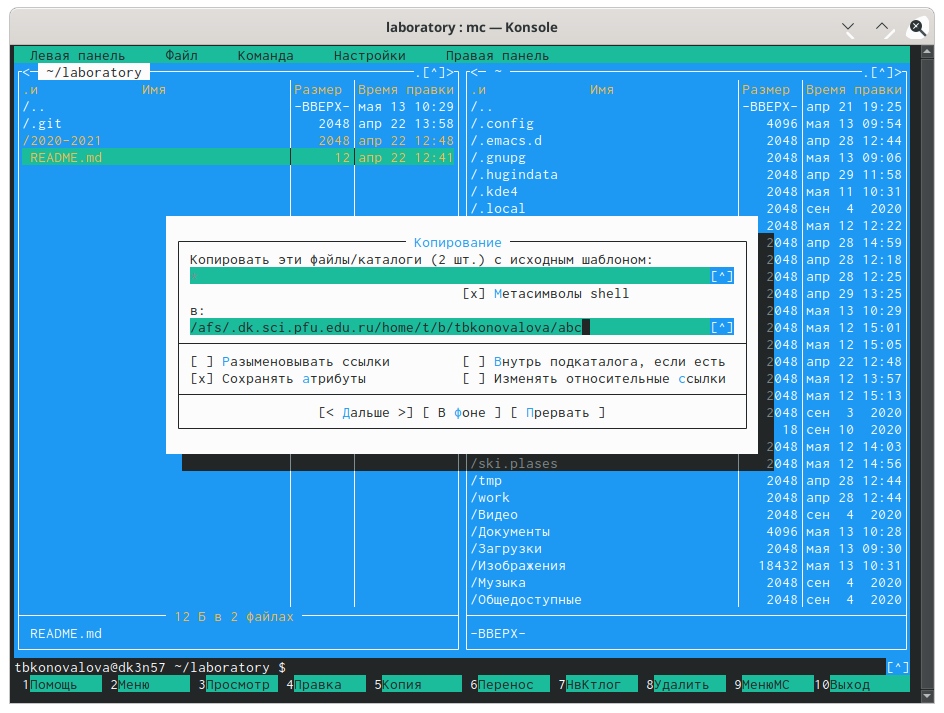 laboratory : mc — Konsole
Левая панель Файл Команда Настройки Правая панель
<─ ~/laboratory .[^]> <─ ~ .[^]>
.и Имя Размер Время правки .и Имя Размер Время правки
/.. -ВВЕРХ- мая 13 10:29 /.. -ВВЕРХ- апр 21 19:25
/.git 2048 апр 22 13:58 /.config 4096 мая 13 09:54
/2020-2021 2048 апр 22 12:48 /.emacs.d 2048 апр 28 12:44
README.md 12 апр 22 12:41 /.gnupg 2048 мая 13 09:06
/.hugindata 2048 апр 29 11:58
/.kde4 2048 мая 11 10:31
/.local 2048 сен 4 2020
2048 мая 12 12:22
Копирование 2048 апр 28 14:59
Копировать эти файлы/каталоги (2 шт.) с исходным шаблоном: 2048 апр 28 12:18
[^] 2048 апр 28 12:25
[x] Метасимволы shell 2048 апр 29 13:25
в: 2048 мая 13 10:29
/afs/.dk.sci.pfu.edu.ru/home/t/b/tbkonovalova/abc [^] 2048 мая 12 15:01
2048 мая 12 15:05
[ ] Разыменовывать ссылки [ ] Внутрь подкаталога, если есть 2048 апр 22 12:48
[x] Сохранять атрибуты [ ] Изменять относительные ссылки 2048 мая 12 13:57
2048 мая 12 15:13
[< Дальше >] [ В фоне ] [ Прервать ] 2048 сен 3 2020
18 сен 10 2020
2048 мая 12 14:03
/ski.plases 2048 мая 12 14:56
/tmp 2048 апр 28 12:44
/work 2048 апр 28 12:44
/Видео 2048 сен 4 2020
/Документы 4096 мая 13 10:28
/Загрузки 2048 мая 13 09:30
/Изображения 18432 мая 13 10:31
/Музыка 2048 сен 4 2020
/Общедоступные 2048 сен 4 2020
12 Б в 2 файлах
README.md -ВВЕРХ-
tbkonovalova@dk3n57 ~/laboratory $ [^]
1Помощь 2Меню 3Просмотр 4Правка 5Копия 6Перенос 7НвКтлог 8Удалить 9МенюMC 10Выход